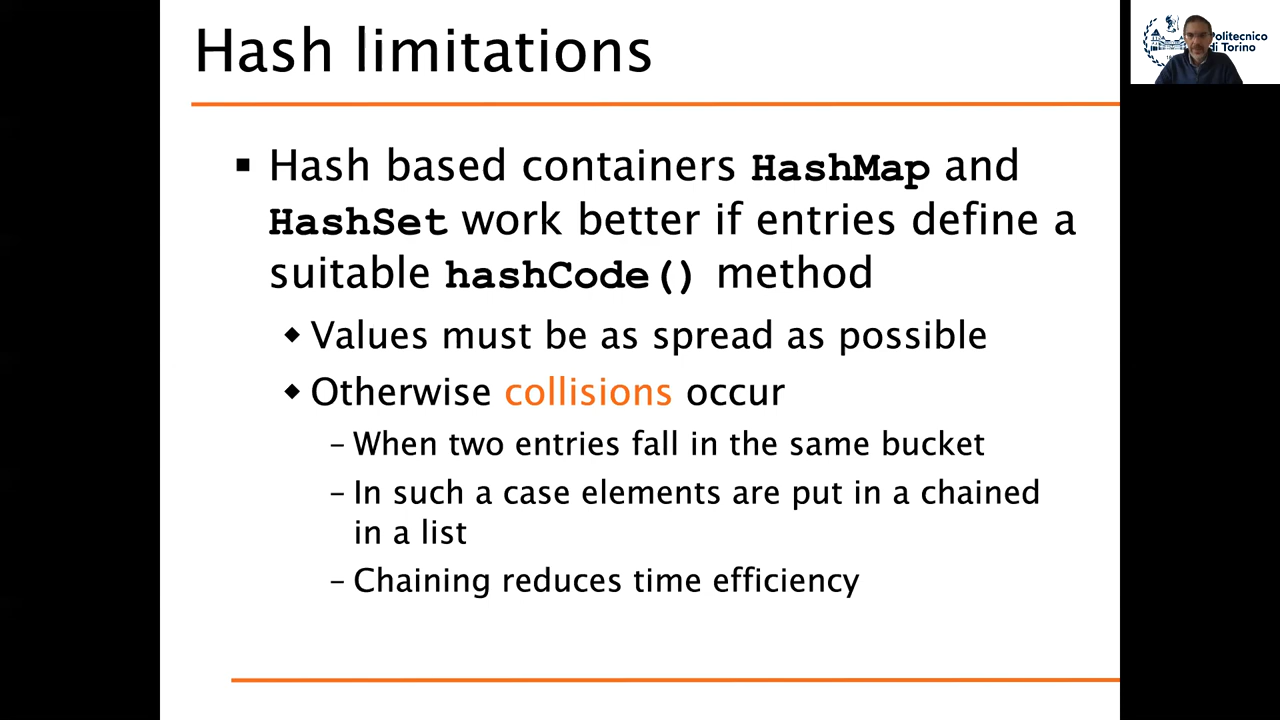 Hash limitations
Politecnico
di Torino
▪ Hash based containers HashMap and
HashSet work better if entries define a
suitable hashCode() method
◆ Values must be as spread as possible
◆ Otherwise collisions occur
– When two entries fall in the same bucket
– In such a case elements are put in a chained
in a list
– Chaining reduces time efficiency